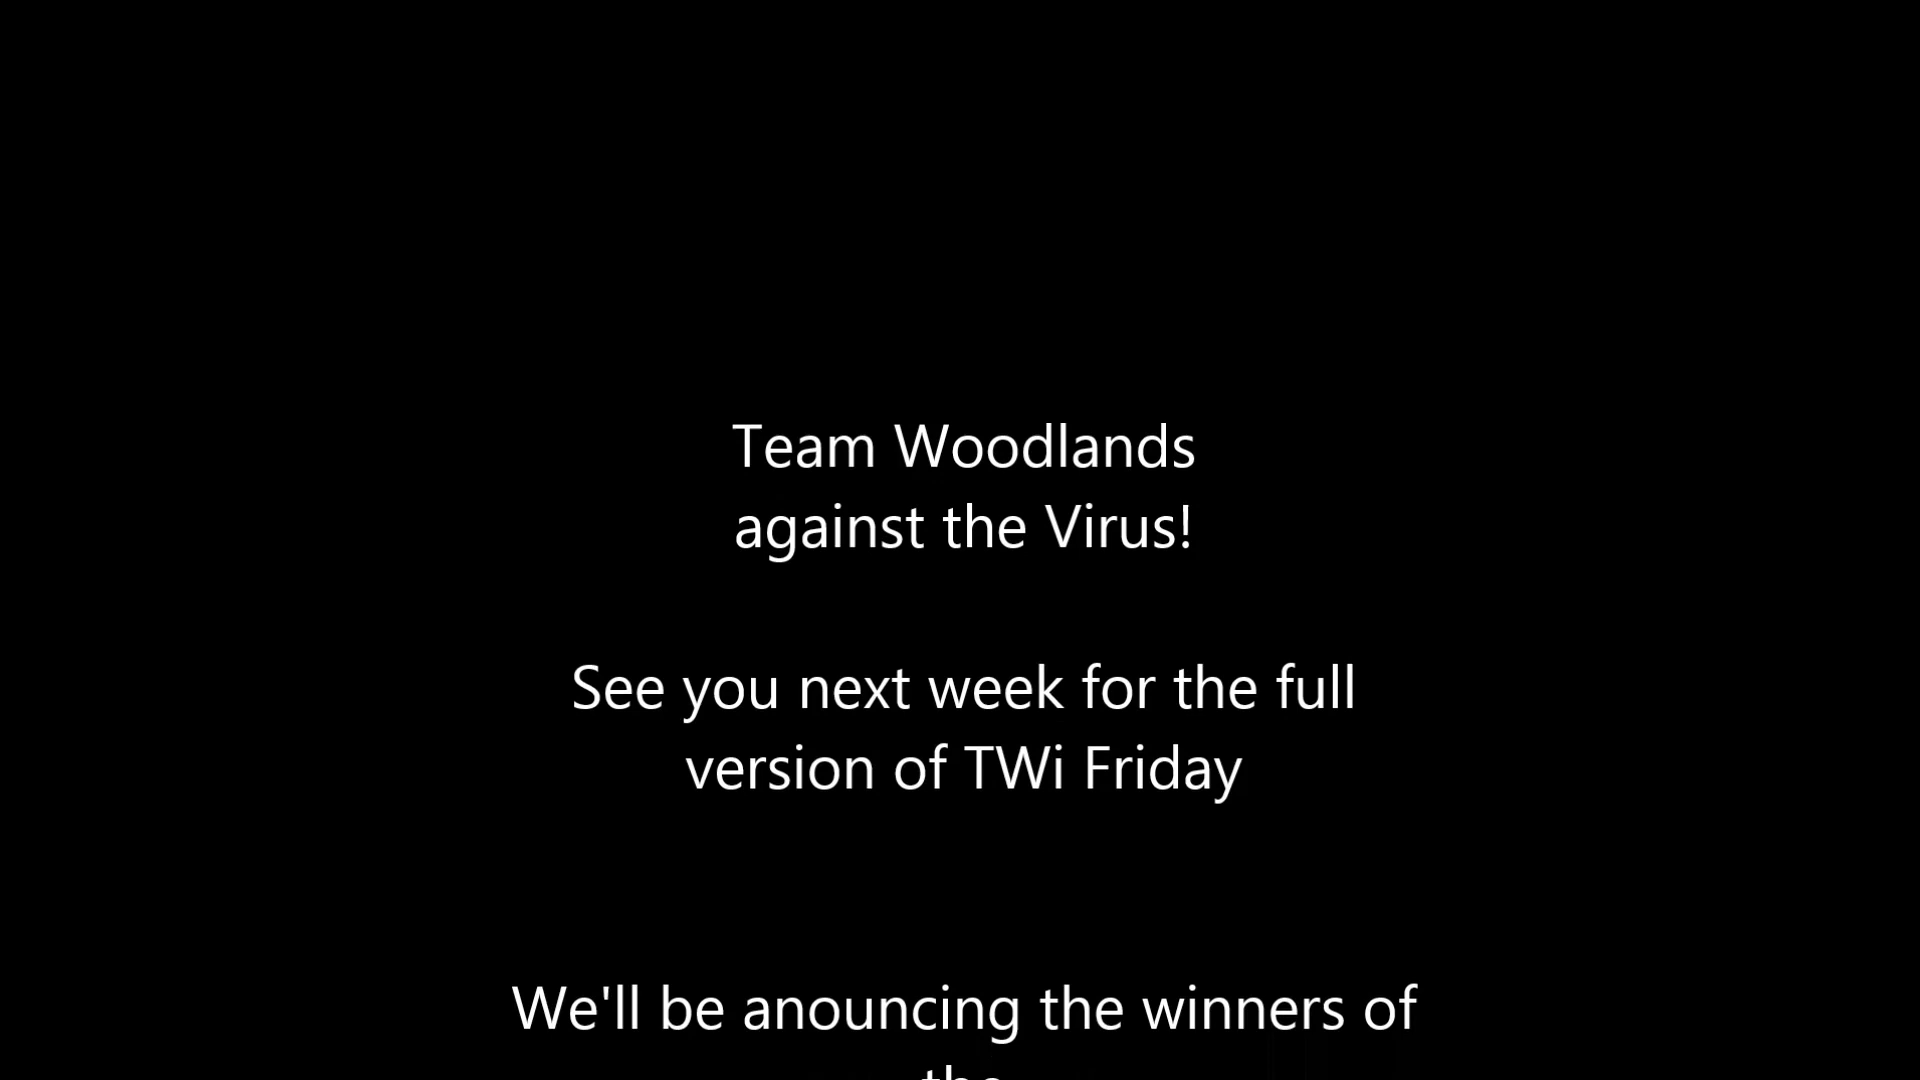 Team Woodlands
against the Virus!
See you next week for the full
version of TWi Friday
We'll be anouncing the winners of
the